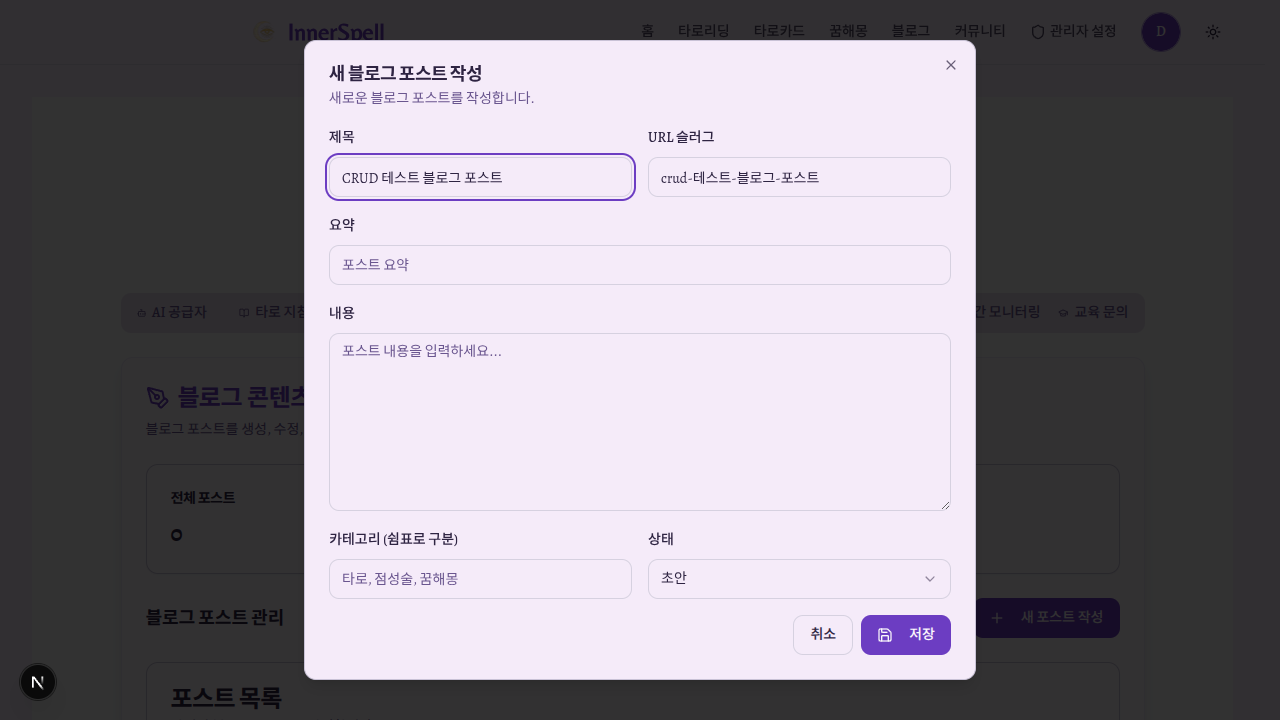 InnerSpell
홈 타로리딩 타로카드 꿈해몽 블로그 커뮤니티 관리자 설정 D
새 블로그 포스트 작성
새로운 블로그 포스트를 작성합니다.
제목 URL 슬러그
CRUD 테스트 블로그 포스트 crud-테스트-블로그-포스트
요약
포스트 요약
AI 공급자 타로 지침 모니터링 교육 문의
내용
포스트 내용을 입력하세요...
블로그 콘텐츠
블로그 포스트를 생성, 수정,
전체 포스트
0
카테고리 (쉼표로 구분) 상태
타로, 점성술, 꿈해몽 초안
블로그 포스트 관리 새 포스트 작성
취소 저장
N
포스트 목록